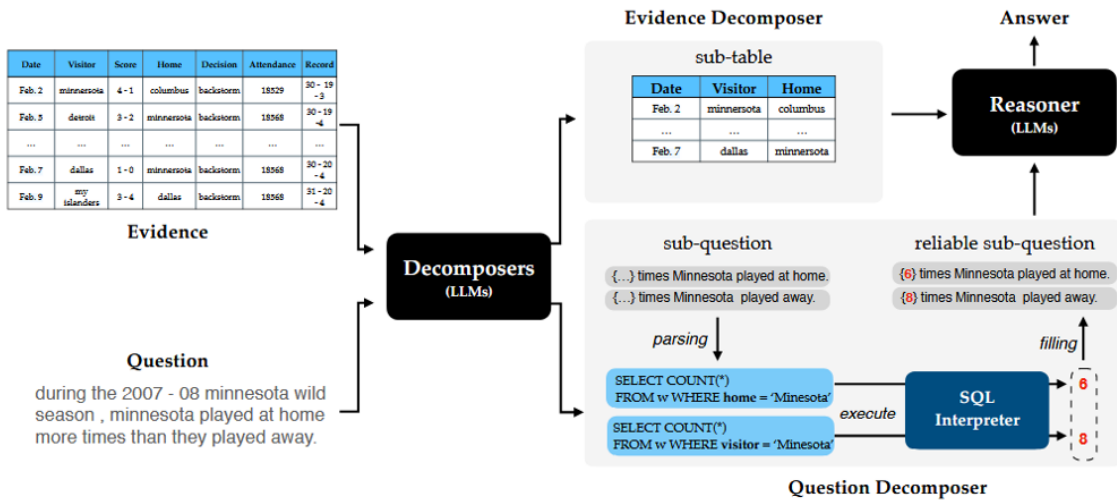 Evidence Decomposer
Answer
Date Visitor Score Home Decision Attendance Record
Feb. 2 minnersota 4 - 1 columbus backstorm 18529 30 - 19 - 3
Feb. 5 detroit 3 - 2 minnersota backstorm 18568 30 - 19 - 4
... ... ... ... ... ... ...
Feb. 7 dallas 1 - 0 minnersota backstorm 18568 30 - 20 - 4
Feb. 9 my islanders 3 - 4 dallas backstorm 18568 31 - 20 - 4
Evidence
sub-table
Date Visitor Home
Feb. 2 minnersota columbus
... ... ...
Feb. 7 dallas minnersota
Reasoner
(LLMs)
Decomposers
(LLMs)
Question
during the 2007 - 08 minnesota wild
season , minnesota played at home
more times than they played away.
sub-question
{...} times Minnesota played at home.
{...} times Minnesota played away.
reliable sub-question
{6} times Minnesota played at home.
{8} times Minnesota played away.
parsing
filling
SELECT COUNT(*)
FROM w WHERE home = ‘Minesota’
SELECT COUNT(*)
FROM w WHERE visitor = ‘Minesota’
execute
SQL
Interpreter
6
8
Question Decomposer